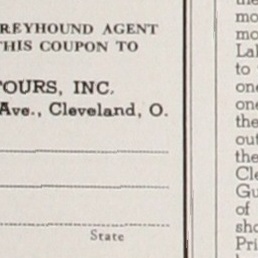 REYHOUND AGENT
THIS COUPON TO
TOURS, INC.
Ave., Cleveland, O.
State
the
mo
mo
Lal
to
one
one
the
out
the
Cle
Gu
of
sho
Pri